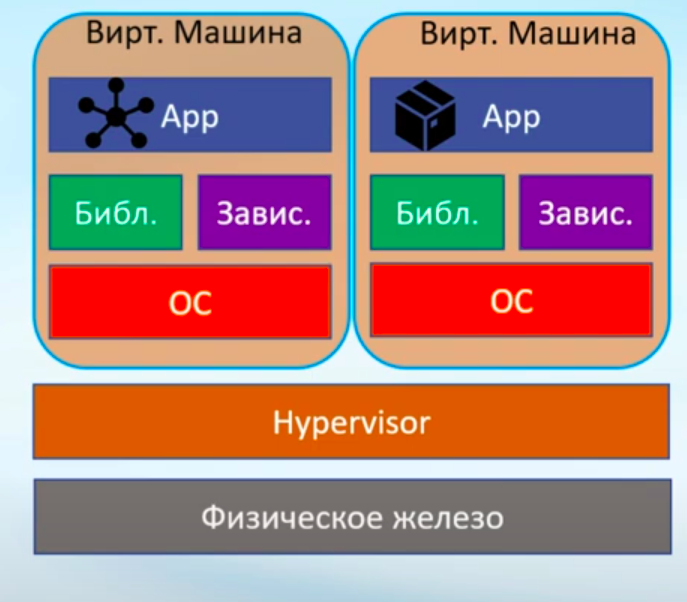 Вирт. Машина
Вирт. Машина
App
App
Библ.
Завис.
Библ.
Завис.
ОС
ОС
Hypervisor
Физическое железо